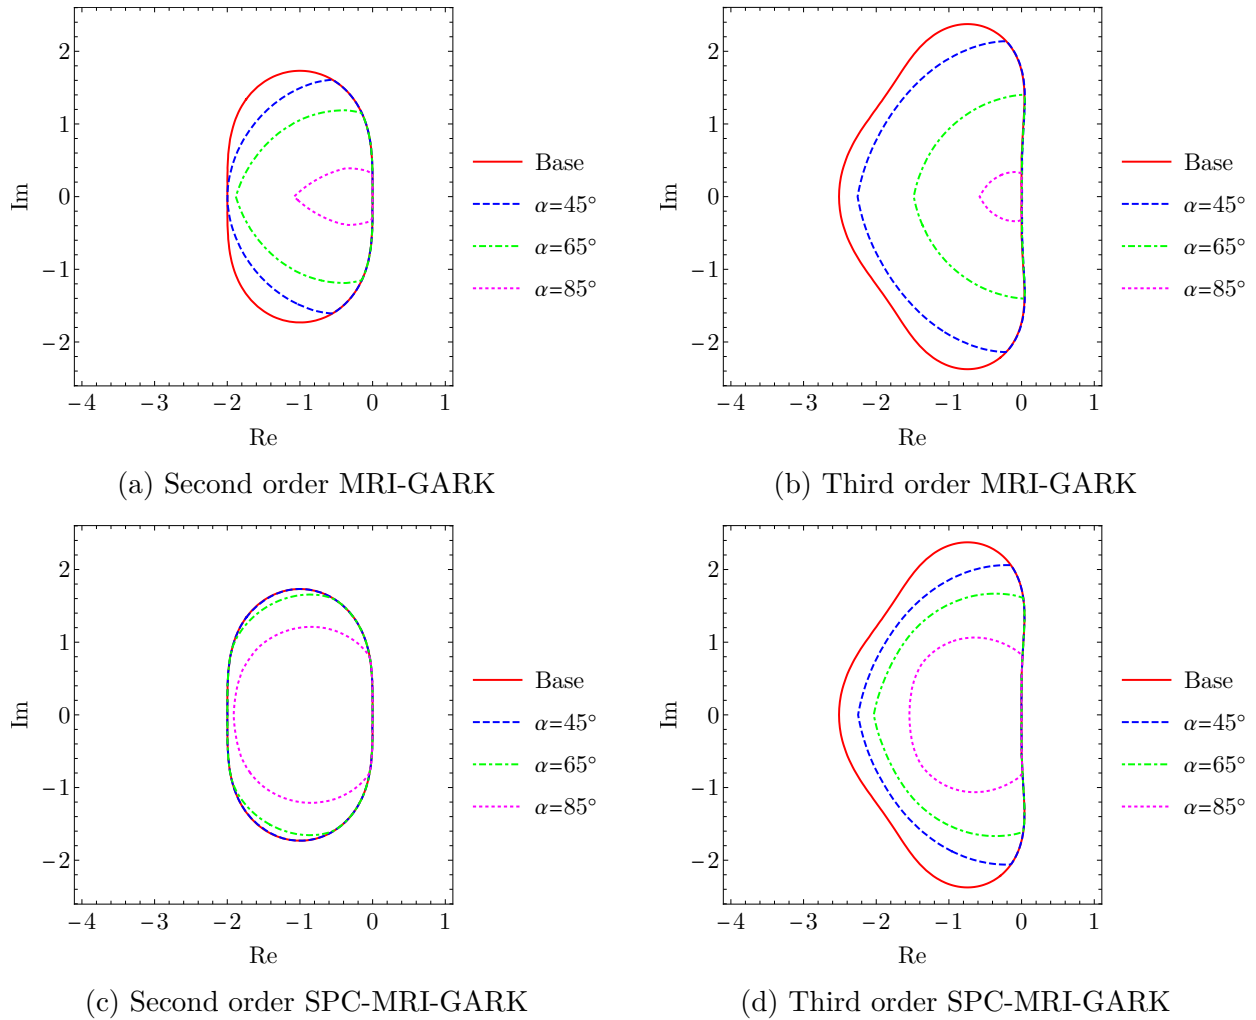 2
1
0
−1
−2
Im
−4 −3 −2 −1 0 1
Re
Base
α=45°
α=65°
α=85°
(a) Second order MRI-GARK
2
1
0
−1
−2
Im
−4 −3 −2 −1 0 1
Re
Base
α=45°
α=65°
α=85°
(b) Third order MRI-GARK
2
1
0
−1
−2
Im
−4 −3 −2 −1 0 1
Re
Base
α=45°
α=65°
α=85°
(c) Second order SPC-MRI-GARK
2
1
0
−1
−2
Im
−4 −3 −2 −1 0 1
Re
Base
α=45°
α=65°
α=85°
(d) Third order SPC-MRI-GARK